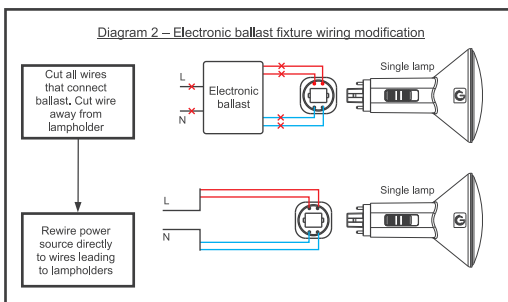 Diagram 2 – Electronic ballast fixture wiring modification
Cut all wires
that connect
ballast. Cut wire
away from
lampholder
L
N
Electronic
ballast
Single lamp
G
Rewire power
source directly
to wires leading
to lampholders
L
N
Single lamp
G